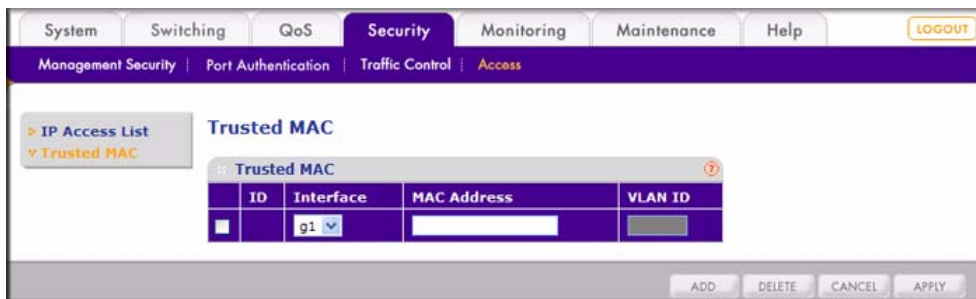 System Switching QoS Security Monitoring Maintenance Help LOGOUT
Management Security Port Authentication Traffic Control Access
IP Access List
Trusted MAC
Trusted MAC
Trusted MAC ?
ID Interface MAC Address VLAN ID
g1
ADD DELETE CANCEL APPLY